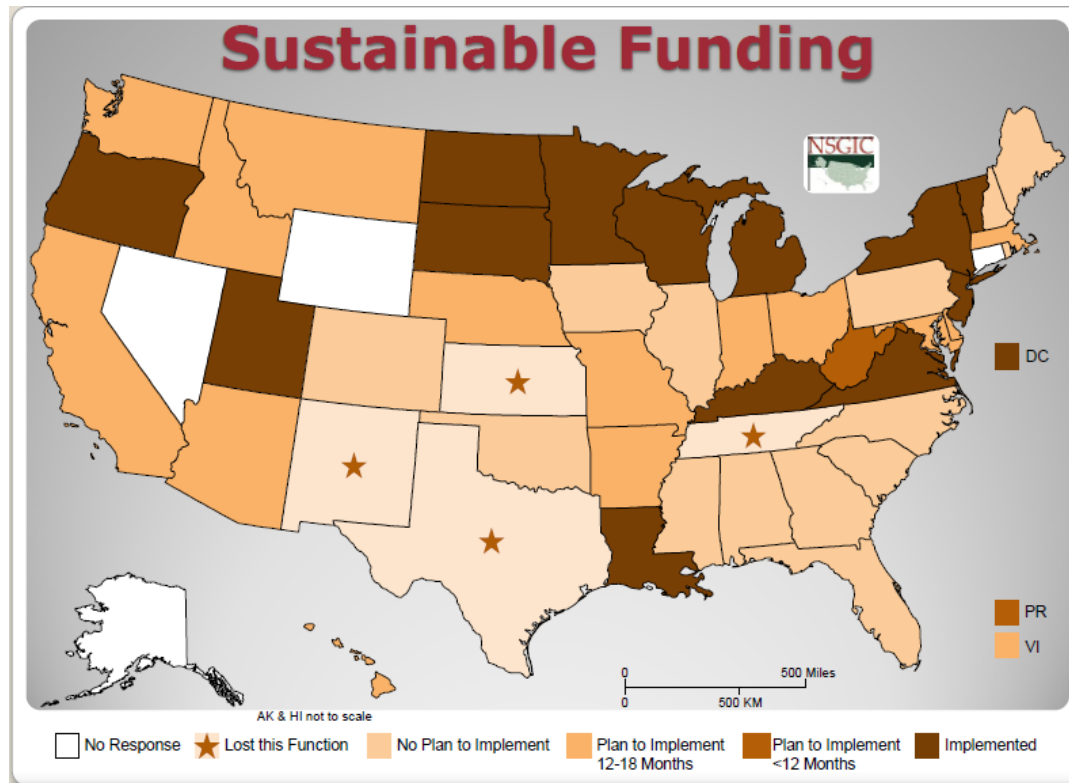 Sustainable Funding
NSGIC
DC
PR
VI
0 500 Miles
0 500 KM
AK & HI not to scale
No Response
Lost this Function
No Plan to Implement
Plan to Implement
12-18 Months
Plan to Implement
<12 Months
Implemented